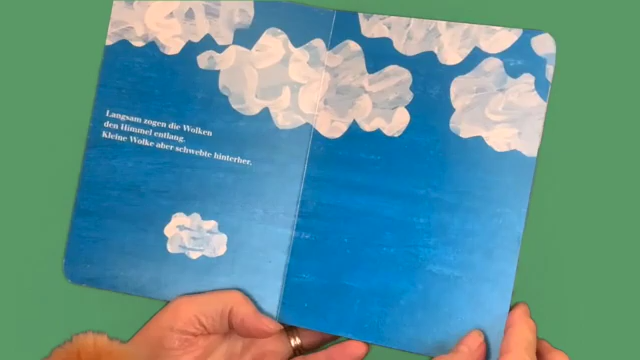 Langsam zogen die Wolken
den Himmel entlang.
Kleine Wolke aber schwebte hinterher.